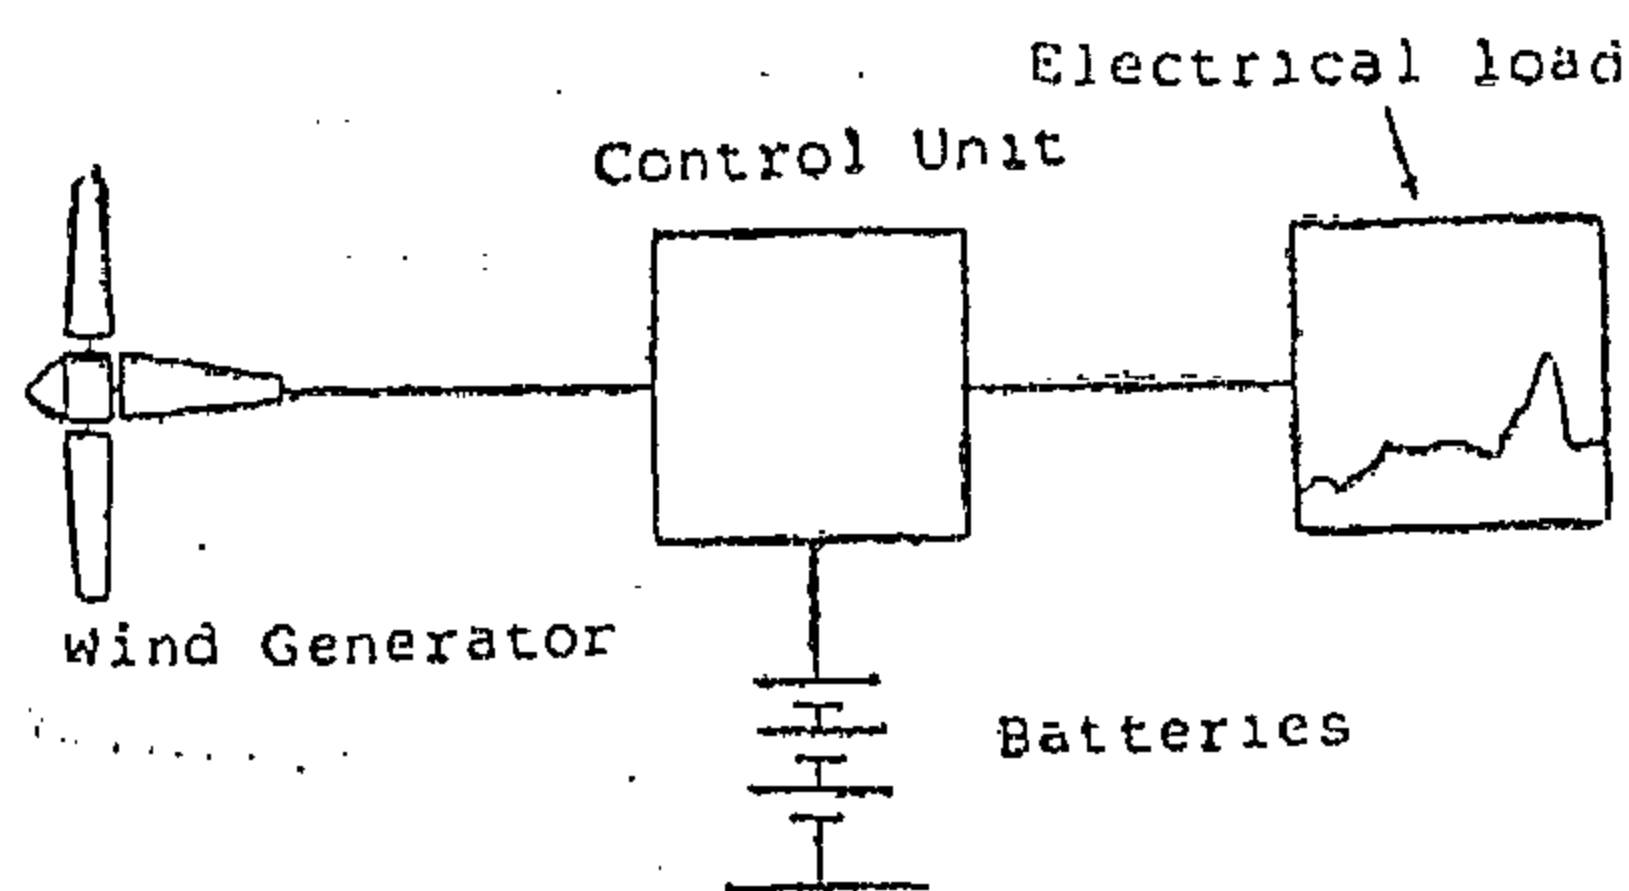 Electrical load
Control Unit
Wind Generator
Batteries